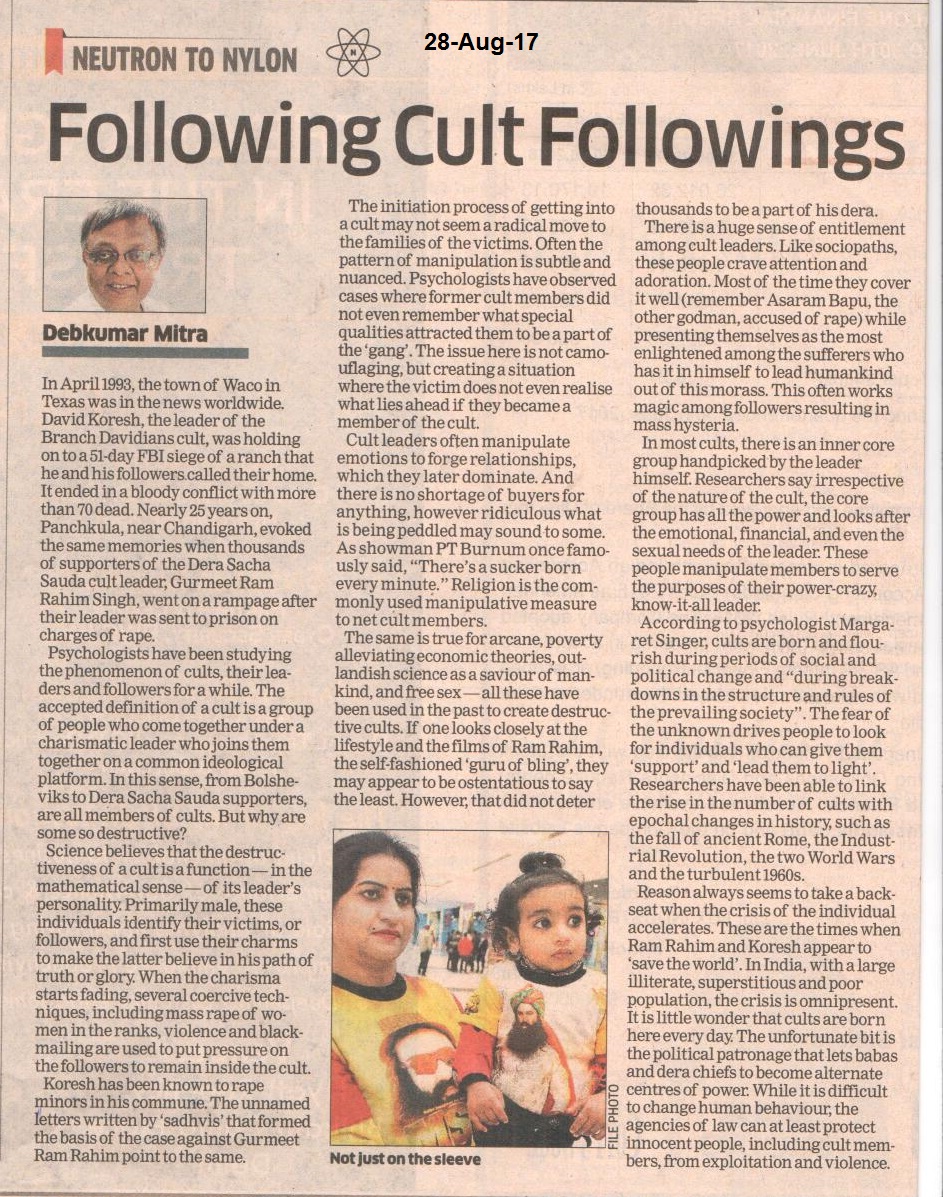 NEUTRON TO NYLON
N
28-Aug-17
Following Cult Followings
Debkumar Mitra
In April 1993, the town of Waco in
Texas was in the news worldwide.
David Koresh, the leader of the
Branch Davidians cult, was holding
on to a 51-day FBI siege of a ranch that
he and his followers called their home.
It ended in a bloody conflict with more
than 70 dead. Nearly 25 years on,
Panchkula, near Chandigarh, evoked
the same memories when thousands
of supporters of the Dera Sacha
Sauda cult leader, Gurmeet Ram
Rahim Singh, went on a rampage after
their leader was sent to prison on
charges of rape.
Psychologists have been studying
the phenomenon of cults, their lea-
ders and followers for a while. The
accepted definition of a cult is a group
of people who come together under a
charismatic leader who joins them
together on a common ideological
platform. In this sense, from Bolshe-
viks to Dera Sacha Sauda supporters,
are all members of cults. But why are
some so destructive?
Science believes that the destruc-
tiveness of a cult is a function — in the
mathematical sense — of its leader's
personality. Primarily male, these
individuals identify their victims, or
followers, and first use their charms
to make the latter believe in his path of
truth or glory. When the charisma
starts fading, several coercive tech-
niques, including mass rape of wo-
men in the ranks, violence and black-
mailing are used to put pressure on
the followers to remain inside the cult.
Koresh has been known to rape
minors in his commune. The unnamed
letters written by 'sadhvis' that formed
the basis of the case against Gurmeet
Ram Rahim point to the same.
The initiation process of getting into
a cult may not seem a radical move to
the families of the victims. Often the
pattern of manipulation is subtle and
nuanced. Psychologists have observed
cases where former cult members did
not even remember what special
qualities attracted them to be a part of
the 'gang'. The issue here is not camo-
uflaging, but creating a situation
where the victim does not even realise
what lies ahead if they became a
member of the cult.
Cult leaders often manipulate
emotions to forge relationships,
which they later dominate. And
there is no shortage of buyers for
anything, however ridiculous what
is being peddled may sound to some.
As showman PT Burnum once famo-
usly said, "There's a sucker born
every minute." Religion is the com-
monly used manipulative measure
to net cult members.
The same is true for arcane, poverty
alleviating economic theories, out-
landish science as a saviour of man-
kind, and free sex — all these have
been used in the past to create destruc-
tive cults. If one looks closely at the
lifestyle and the films of Ram Rahim,
the self-fashioned 'guru of bling', they
may appear to be ostentatious to say
the least. However, that did not deter
FILE PHOTO
Not just on the sleeve
thousands to be a part of his dera.
There is a huge sense of entitlement
among cult leaders. Like sociopaths,
these people crave attention and
adoration. Most of the time they cover
it well (remember Asaram Bapu, the
other godman, accused of rape) while
presenting themselves as the most
enlightened among the sufferers who
has it in himself to lead humankind
out of this morass. This often works
magic among followers resulting in
mass hysteria.
In most cults, there is an inner core
group handpicked by the leader
himself. Researchers say irrespective
of the nature of the cult, the core
group has all the power and looks after
the emotional, financial, and even the
sexual needs of the leader. These
people manipulate members to serve
the purposes of their power-crazy,
know-it-all leader.
According to psychologist Marga-
ret Singer, cults are born and flou-
rish during periods of social and
political change and "during break-
downs in the structure and rules of
the prevailing society". The fear of
the unknown drives people to look
for individuals who can give them
'support' and 'lead them to light'.
Researchers have been able to link
the rise in the number of cults with
epochal changes in history, such as
the fall of ancient Rome, the Indust-
rial Revolution, the two World Wars
and the turbulent 1960s.
Reason always seems to take a back-
seat when the crisis of the individual
accelerates. These are the times when
Ram Rahim and Koresh appear to
'save the world'. In India, with a large
illiterate, superstitious and poor
population, the crisis is omnipresent.
It is little wonder that cults are born
here every day. The unfortunate bit is
the political patronage that lets babas
and dera chiefs to become alternate
centres of power. While it is difficult
to change human behaviour, the
agencies of law can at least protect
innocent people, including cult mem-
bers, from exploitation and violence.